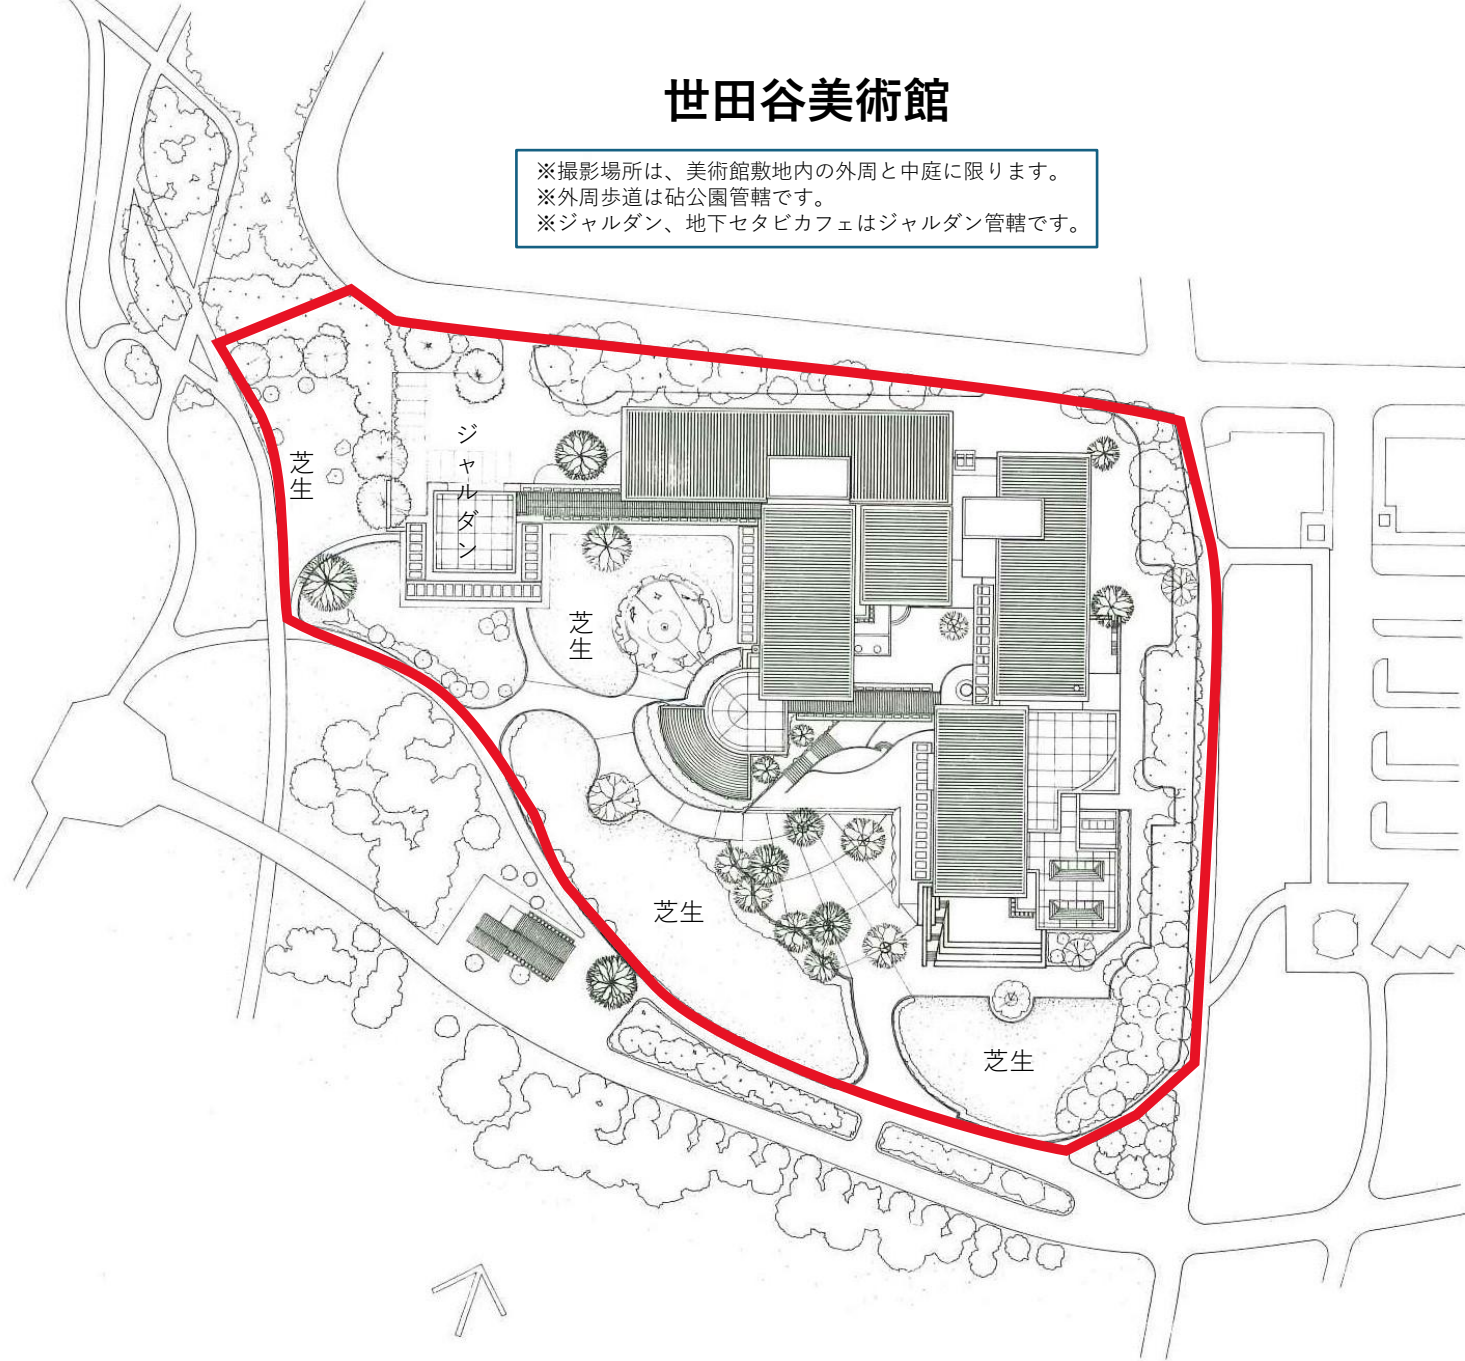 世田谷美術館
※撮影場所は、美術館敷地内の外周と中庭に限ります。
※外周歩道は砧公園管轄です。
※ジャルダン、地下セタビカフェはジャルダン管轄です。
ジャルダン
芝生
芝生
芝生
芝生